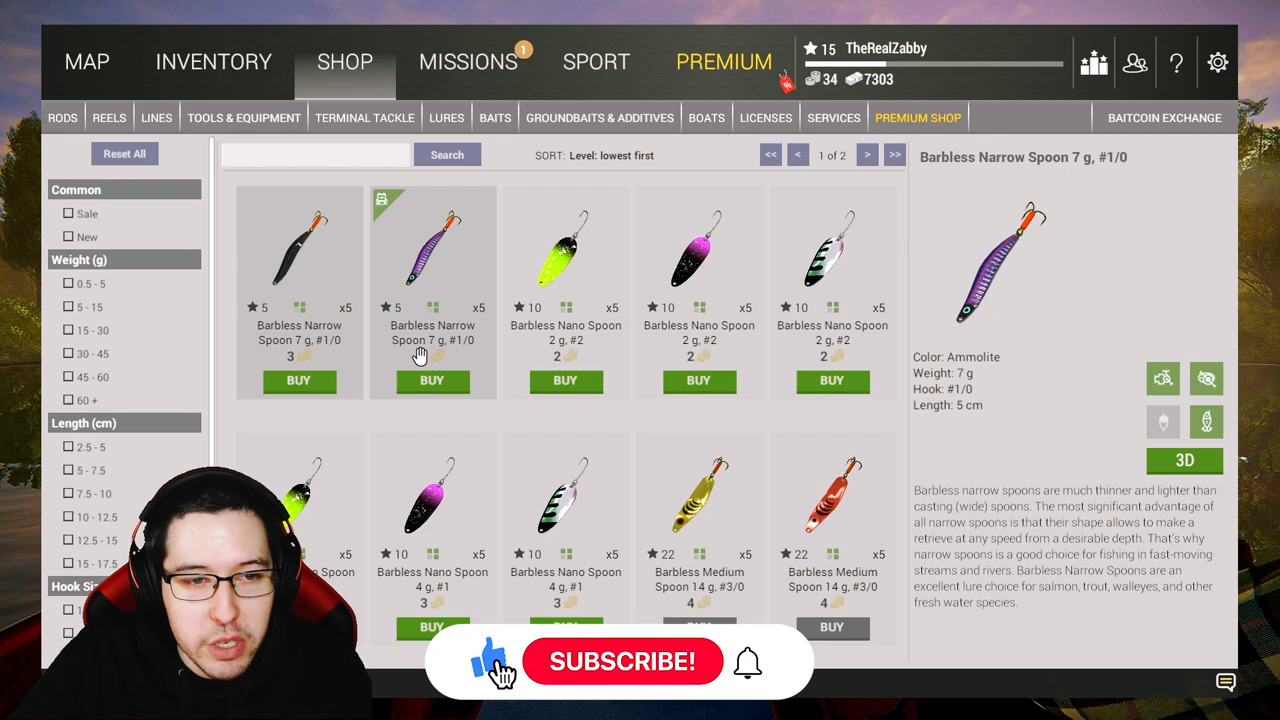 MAP INVENTORY SHOP MISSIONS 1 SPORT PREMIUM % 15 TheRealZabby
34 7303 ?
RODS REELS LINES TOOLS & EQUIPMENT TERMINAL TACKLE LURES BAITS GROUNDBAITS & ADDITIVES BOATS LICENSES SERVICES PREMIUM SHOP BAITCOIN EXCHANGE
Reset All
Search SORT: Level: lowest first << < 1 of 2 > >>
Common
Sale
New
Weight (g)
0.5 - 5
5 - 15
15 - 30
30 - 45
45 - 60
60 +
Length (cm)
2.5 - 5
5 - 7.5
7.5 - 10
10 - 12.5
12.5 - 15
15 - 17.5
5 x5
Barbless Narrow
Spoon 7 g, #1/0
3
BUY
5 x5
Barbless Narrow
Spoon 7 g, #1/0
BUY
10 x5
Barbless Nano Spoon
2 g, #2
2
BUY
10 x5
Barbless Nano Spoon
2 g, #2
2
BUY
10 x5
Barbless Nano Spoon
2 g, #2
2
BUY
x5
Spoon
10 x5
Barbless Nano Spoon
4 g, #1
3
BUY
10 x5
Barbless Nano Spoon
4 g, #1
3
22 x5
Barbless Medium
Spoon 14 g, #3/0
4
BUY
22 x5
Barbless Medium
Spoon 14 g, #3/0
4
BUY
Barbless Narrow Spoon 7 g, #1/0
Color: Ammolite
Weight: 7 g
Hook: #1/0
Length: 5 cm
3D
Barbless narrow spoons are much thinner and lighter than
casting (wide) spoons. The most significant advantage of
all narrow spoons is that their shape allows to make a
retrieve at any speed from a desirable depth. That's why
narrow spoons is a good choice for fishing in fast-moving
streams and rivers. Barbless Narrow Spoons are an
excellent lure choice for salmon, trout, walleyes, and other
fresh water species.
SUBSCRIBE!